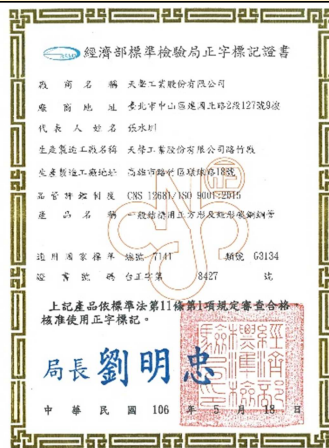 經濟部標準檢驗局正字標記證書
廠商名稱 天聲工業股份有限公司
廠商地址 臺北市中山區建國北路2段127號9樓
代表人姓名 張水川
生產製造工廠名稱 天聲工業股份有限公司路竹廠
生產製造工廠地址 高雄市路竹區環球路18號
品管評鑑制度 CNS 12681/ISO 9001:2015
產品名稱 一般結構用正方形及矩形碳鋼鋼管
適用國家標準 總號 7141 類號 G3134
證書號碼 台正字第 8427 號
上記產品依標準法第11條第1項規定審查合格，
核准使用正字標記。
局長 劉明忠
中華民國 106 年 5 月 18 日